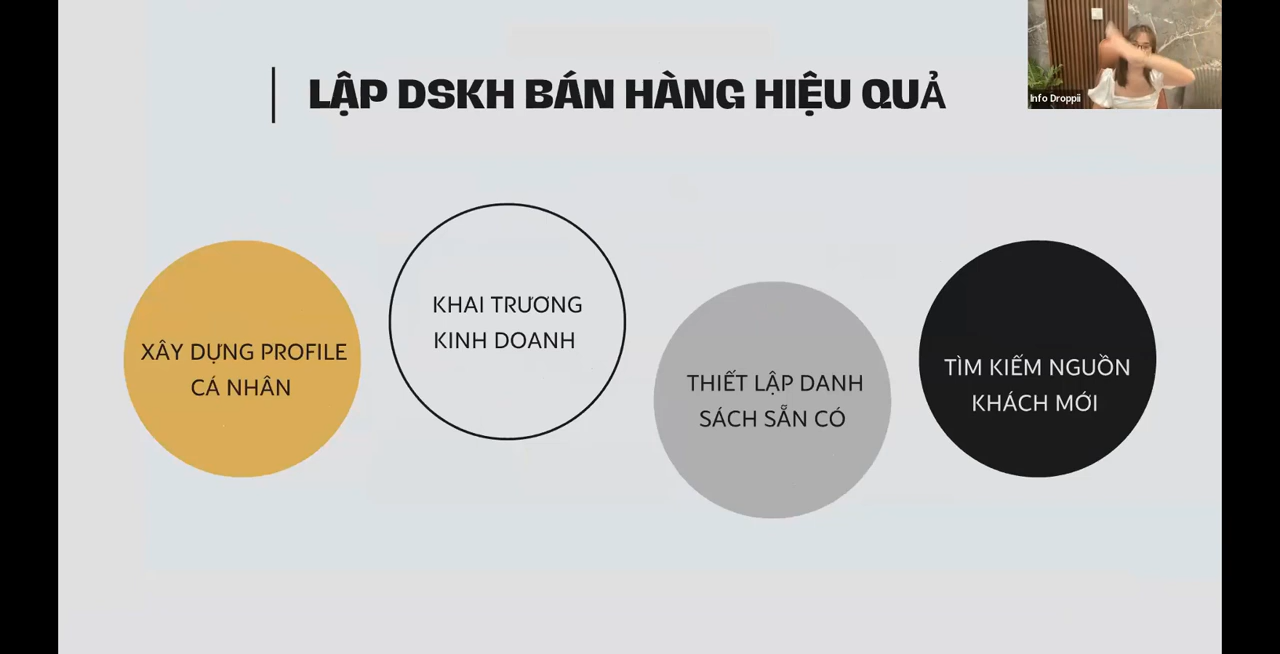 LẬP DSKH BÁN HÀNG HIỆU QUẢ
Info Droppii
XÂY DỰNG PROFILE
CÁ NHÂN
KHAI TRƯƠNG
KINH DOANH
THIẾT LẬP DANH
SÁCH SẴN CÓ
TÌM KIẾM NGUỒN
KHÁCH MỚI